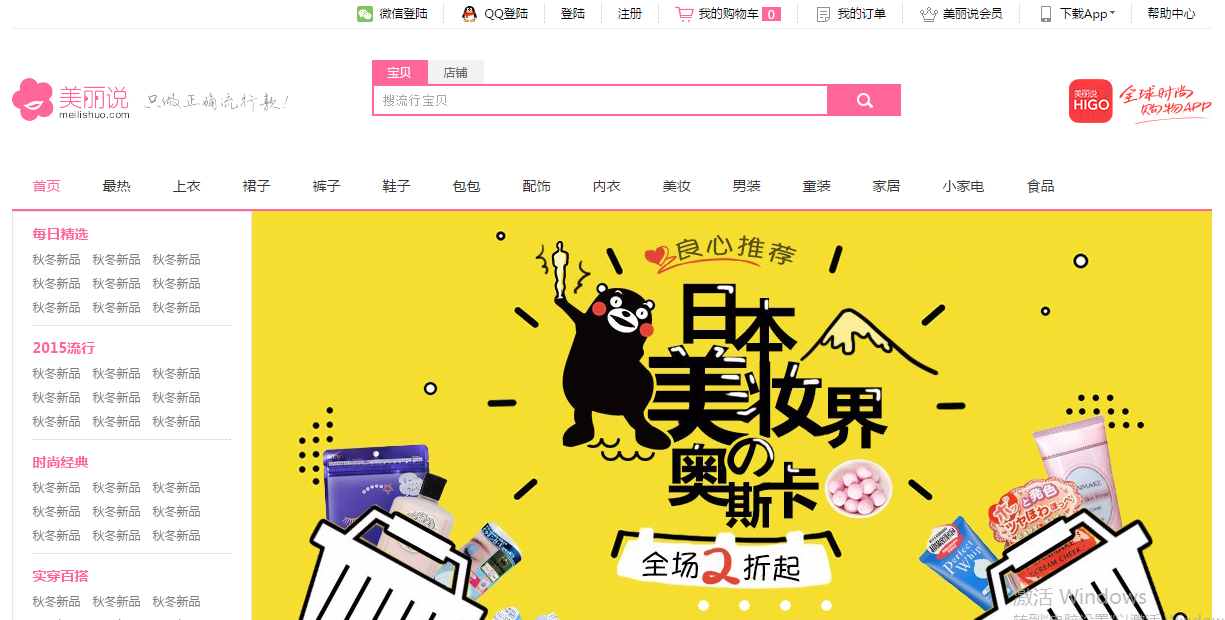 微信登陆 QQ登陆 登陆 注册 我的购物车 0 我的订单 美丽说会员 下载App 帮助中心
宝贝 店铺
美丽说
meilishuo.com
只做正确流行款!
搜流行宝贝
美丽说
HIGO
全球时尚
购物APP
首页 最热 上衣 裙子 裤子 鞋子 包包 配饰 内衣 美妆 男装 童装 家居 小家电 食品
每日精选
秋冬新品 秋冬新品 秋冬新品
秋冬新品 秋冬新品 秋冬新品
秋冬新品 秋冬新品 秋冬新品
2015流行
秋冬新品 秋冬新品 秋冬新品
秋冬新品 秋冬新品 秋冬新品
秋冬新品 秋冬新品 秋冬新品
时尚经典
秋冬新品 秋冬新品 秋冬新品
秋冬新品 秋冬新品 秋冬新品
秋冬新品 秋冬新品 秋冬新品
实穿百搭
秋冬新品 秋冬新品 秋冬新品
良心推荐
日本
美妆界
奥の斯卡
全场2折起
Perfect
Whip
ツヤほわほっぺ
CREAM CHEEK
激活 Windows